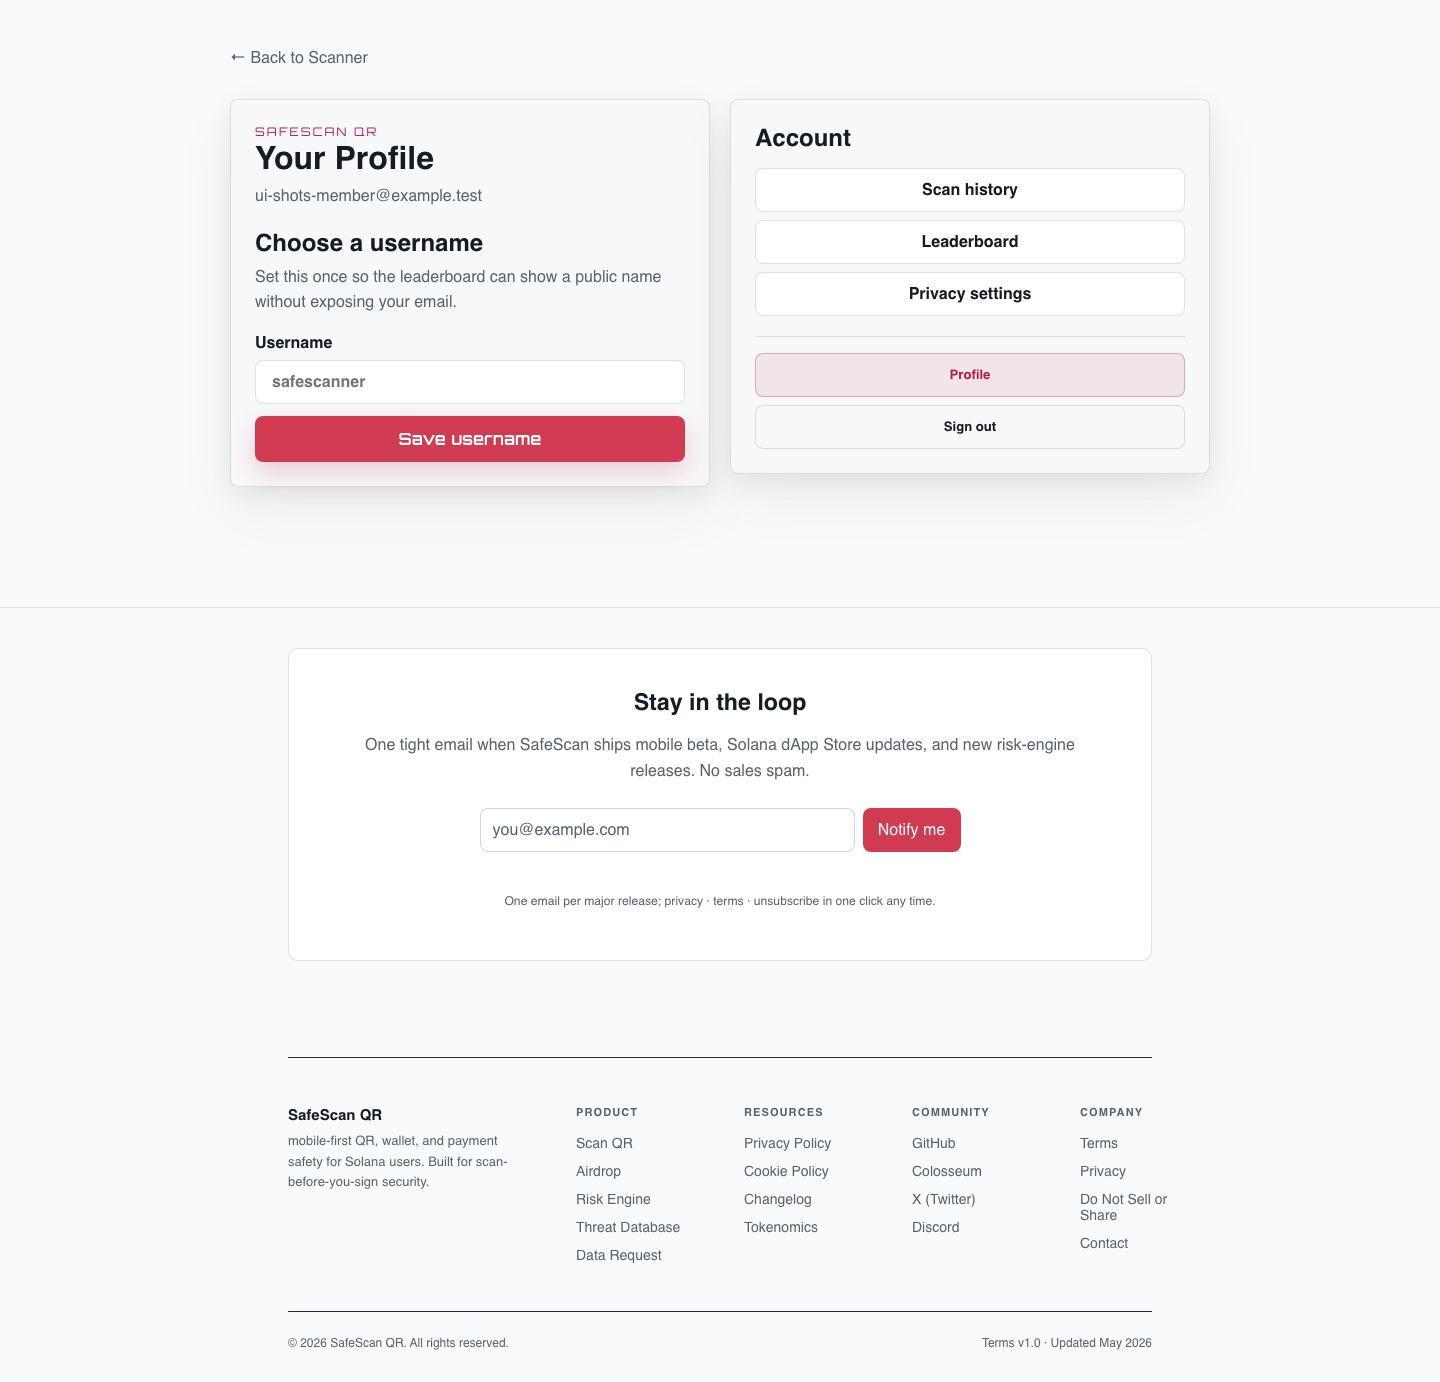 ← Back to Scanner
SAFESCAN QR
Your Profile
ui-shots-member@example.test
Choose a username
Set this once so the leaderboard can show a public name
without exposing your email.
Username
safescanner
Save username
Account
Scan history
Leaderboard
Privacy settings
Profile
Sign out
Stay in the loop
One tight email when SafeScan ships mobile beta, Solana dApp Store updates, and new risk-engine
releases. No sales spam.
you@example.com
Notify me
One email per major release; privacy · terms · unsubscribe in one click any time.
SafeScan QR
mobile-first QR, wallet, and payment
safety for Solana users. Built for scan-
before-you-sign security.
PRODUCT
Scan QR
Airdrop
Risk Engine
Threat Database
Data Request
RESOURCES
Privacy Policy
Cookie Policy
Changelog
Tokenomics
COMMUNITY
GitHub
Colosseum
X (Twitter)
Discord
COMPANY
Terms
Privacy
Do Not Sell or
Share
Contact
© 2026 SafeScan QR. All rights reserved.
Terms v1.0 · Updated May 2026